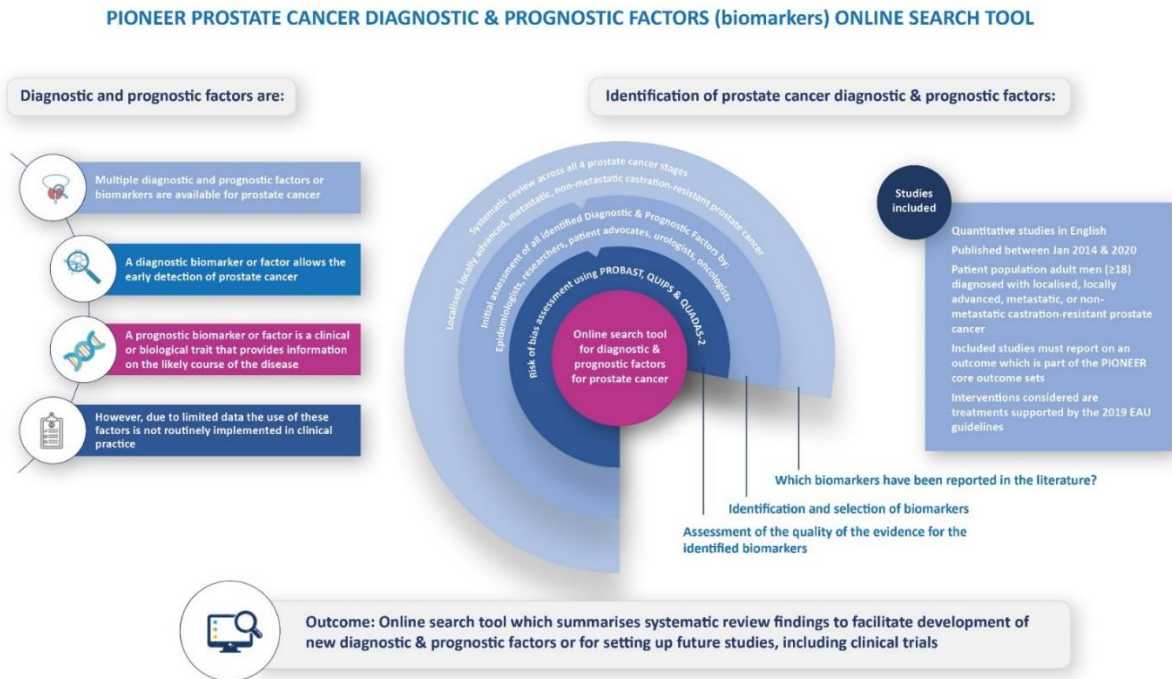 PIONEER PROSTATE CANCER DIAGNOSTIC & PROGNOSTIC FACTORS (biomarkers) ONLINE SEARCH TOOL
Diagnostic and prognostic factors are:
Multiple diagnostic and prognostic factors or
biomarkers are available for prostate cancer
A diagnostic biomarker or factor allows the
early detection of prostate cancer
A prognostic biomarker or factor is a clinical
or biological trait that provides information
on the likely course of the disease
However, due to limited data the use of these
factors is not routinely implemented in clinical
practice
Identification of prostate cancer diagnostic & prognostic factors:
Systematic review across all 4 prostate cancer stages
Localised, locally advanced, metastatic, non-metastatic castration-resistant prostate cancer
Initial assessment of all identified Diagnostic & Prognostic Factors by:
Epidemiologists, researchers, patient advocates, urologists, oncologists
Risk of bias assessment using PROBAST, QUIPS & QUADAS-2
Online search tool
for diagnostic &
prognostic factors
for prostate cancer
Which biomarkers have been reported in the literature?
Identification and selection of biomarkers
Assessment of the quality of the evidence for the
identified biomarkers
Studies
included
Quantitative studies in English
Published between Jan 2014 & 2020
Patient population adult men (≥18)
diagnosed with localised, locally
advanced, metastatic, or non-
metastatic castration-resistant prostate
cancer
Included studies must report on an
outcome which is part of the PIONEER
core outcome sets
Interventions considered are
treatments supported by the 2019 EAU
guidelines
Outcome: Online search tool which summarises systematic review findings to facilitate development of
new diagnostic & prognostic factors or for setting up future studies, including clinical trials